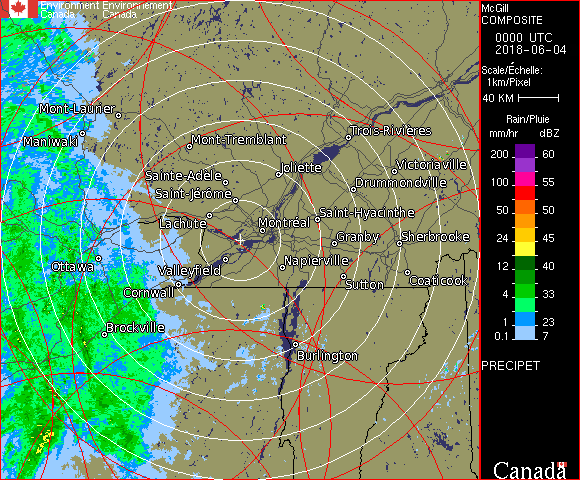 Environment Environnement
Canada Canada
McGill
COMPOSITE
0000 UTC
2018-06-04
Scale/Échelle:
1km/Pixel
40 KM
Rain/Pluie
mm/hr dBZ
200 60
100 55
50 50
24 45
12 40
4 33
1 23
0.1 7
PRECIPET
Canada
Mont-Laurier
Maniwaki
Mont-Tremblant
Trois-Rivières
Sainte-Adèle
Joliette
Victoriaville
Saint-Jérôme
Drummondville
Lachute
Montréal
Saint-Hyacinthe
Granby
Sherbrooke
Ottawa
Valleyfield
Napierville
Cornwall
Sutton
Coaticook
Brockville
Burlington